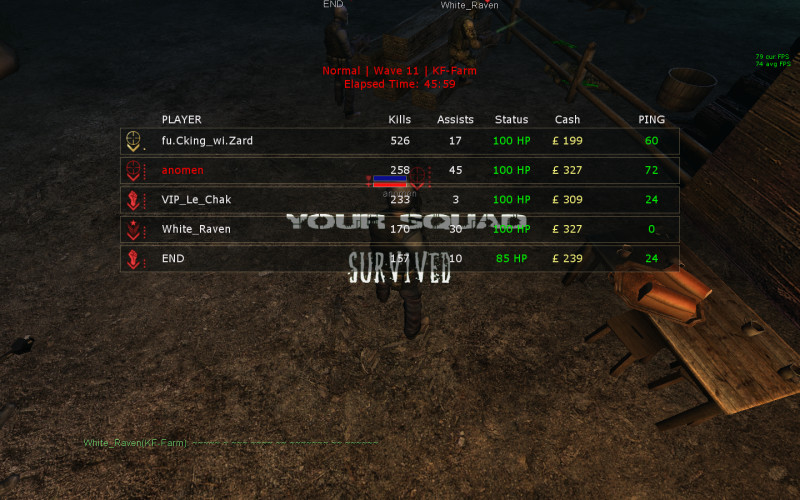 END
White_Raven
Normal | Wave 11 | KF-Farm
Elapsed Time: 45:59
79 cur FPS
74 avg FPS
PLAYER Kills Assists Status Cash PING
fu.Cking_wi.Zard 526 17 100 HP £ 199 60
anomen 258 45 100 HP £ 327 72
VIP_Le_Chak 233 3 100 HP £ 309 24
anomen
YOUR SQUAD
White_Raven 170 30 100 HP £ 327 0
END 157 10 85 HP £ 239 24
SURVIVED
White_Raven(KF-Farm): ~~~~~~~~~~~~~~~~~~~~~~~~~~~~~~